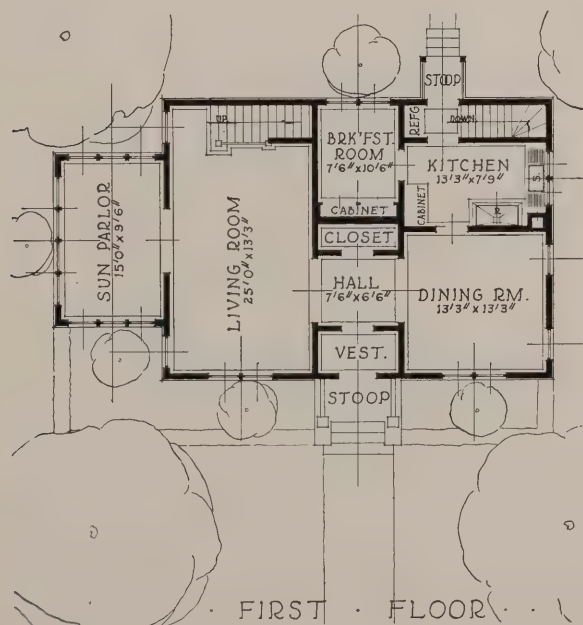 STOOP
UP
REFG.
DOWN
BRK'FST.
ROOM
7'6"x10'6"
CABINET
KITCHEN
13'3"x7'9"
CABINET
S.
R.
SUN PARLOR
15'0"x9'6"
LIVING ROOM
25'0"x13'3"
CLOSET
HALL
7'6"x6'6"
DINING RM.
13'3"x13'3"
VEST.
STOOP
· FIRST · FLOOR · ·